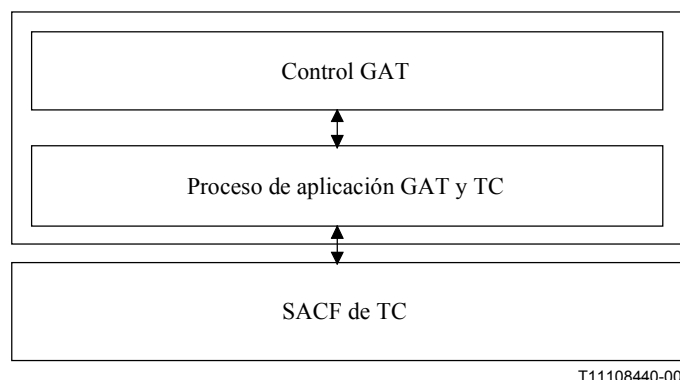 Control GAT
Proceso de aplicación GAT y TC
SACF de TC
T11108440-00